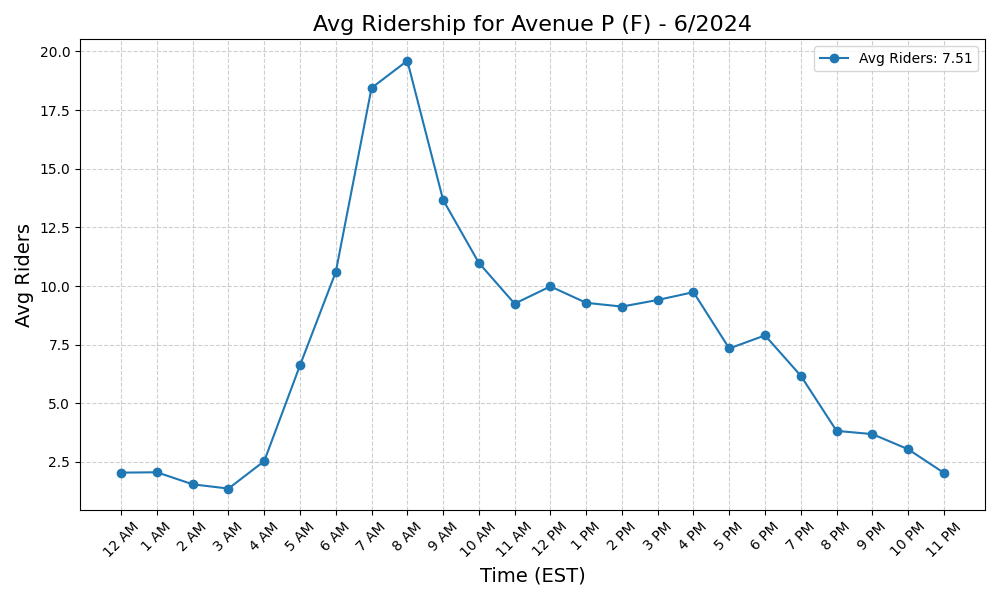 Avg Ridership for Avenue P (F) - 6/2024
Avg Riders: 7.51
Avg Riders
20.0
17.5
15.0
12.5
10.0
7.5
5.0
2.5
12 AM
1 AM
2 AM
3 AM
4 AM
5 AM
6 AM
7 AM
8 AM
9 AM
10 AM
11 AM
12 PM
1 PM
2 PM
3 PM
4 PM
5 PM
6 PM
7 PM
8 PM
9 PM
10 PM
11 PM
Time (EST)